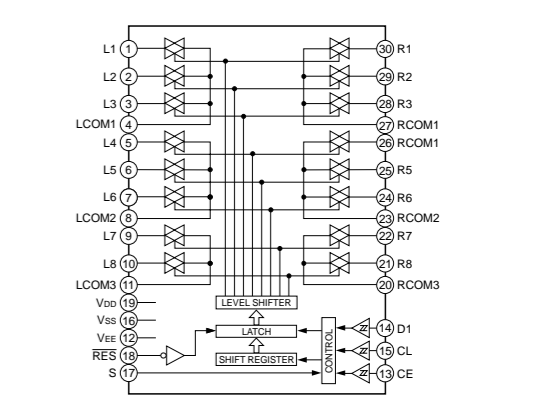 L1 1 30 R1
L2 2 29 R2
L3 3 28 R3
LCOM1 4 27 RCOM1
L4 5 26 RCOM1
L5 6 25 R5
L6 7 24 R6
LCOM2 8 23 RCOM2
L7 9 22 R7
L8 10 21 R8
LCOM3 11 20 RCOM3
VDD 19 LEVEL SHIFTER
VSS 16
VEE 12 LATCH 14 D1
RES 18 SHIFT REGISTER CONTROL 15 CL
S 17 13 CE